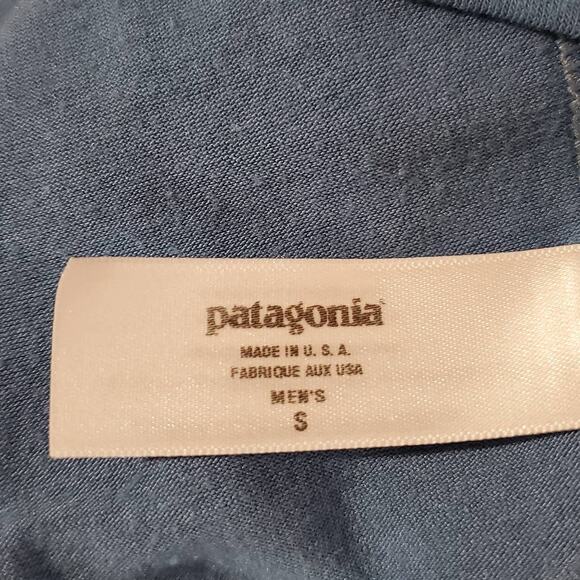 patagonia
MADE IN U. S. A.
FABRIQUE AUX USA
MEN'S
S